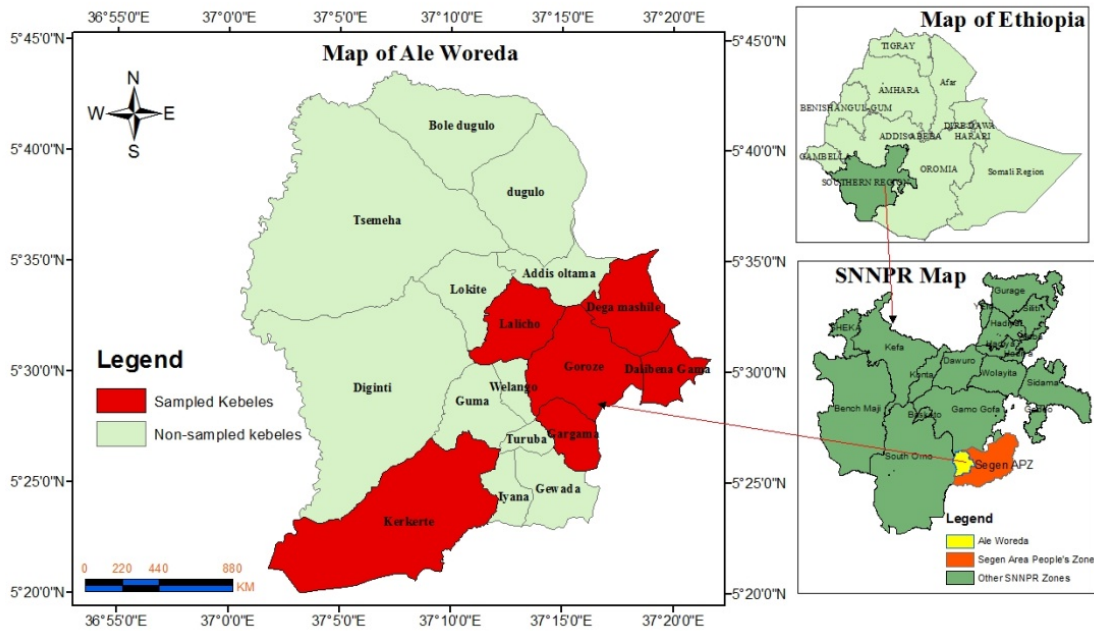 36°55'0"E 37°0'0"E 37°5'0"E 37°10'0"E 37°15'0"E 37°20'0"E
Map of Ale Woreda
N
W E
S
5°45'0"N
5°40'0"N
5°35'0"N
5°30'0"N
5°25'0"N
5°20'0"N
Bole dugulo
dugulo
Tsemeha
Addis oltama
Lokite
Dega mashile
Lalicho
Goroze
Dalibena Gama
Diginti
Welango
Guma
Gargama
Turuba
Iyana
Gewada
Kerkerte
Legend
Sampled Kebeles
Non-sampled kebeles
0 220 440 880
KM
36°55'0"E 37°0'0"E 37°5'0"E 37°10'0"E 37°15'0"E 37°20'0"E
5°45'0"N
5°40'0"N
5°35'0"N
5°30'0"N
5°25'0"N
5°20'0"N
Map of Ethiopia
TIGRAY
Afar
AMHARA
BENISHANGUL-GUM
DIREDAWA
ADDIS ABEBA
HARARI
GAMBELLA
OROMIA
SOUTHERN REGION
Somali Region
SNNPR Map
Gurage
SHEKA
Kefa
Dawuro
Konta
Wolayita
Sidama
Bench Maji
Basketo
Gamo Gofa
South Omo
Segen APZ
Legend
Ale Woreda
Segen Area People's Zone
Other SNNPR Zones